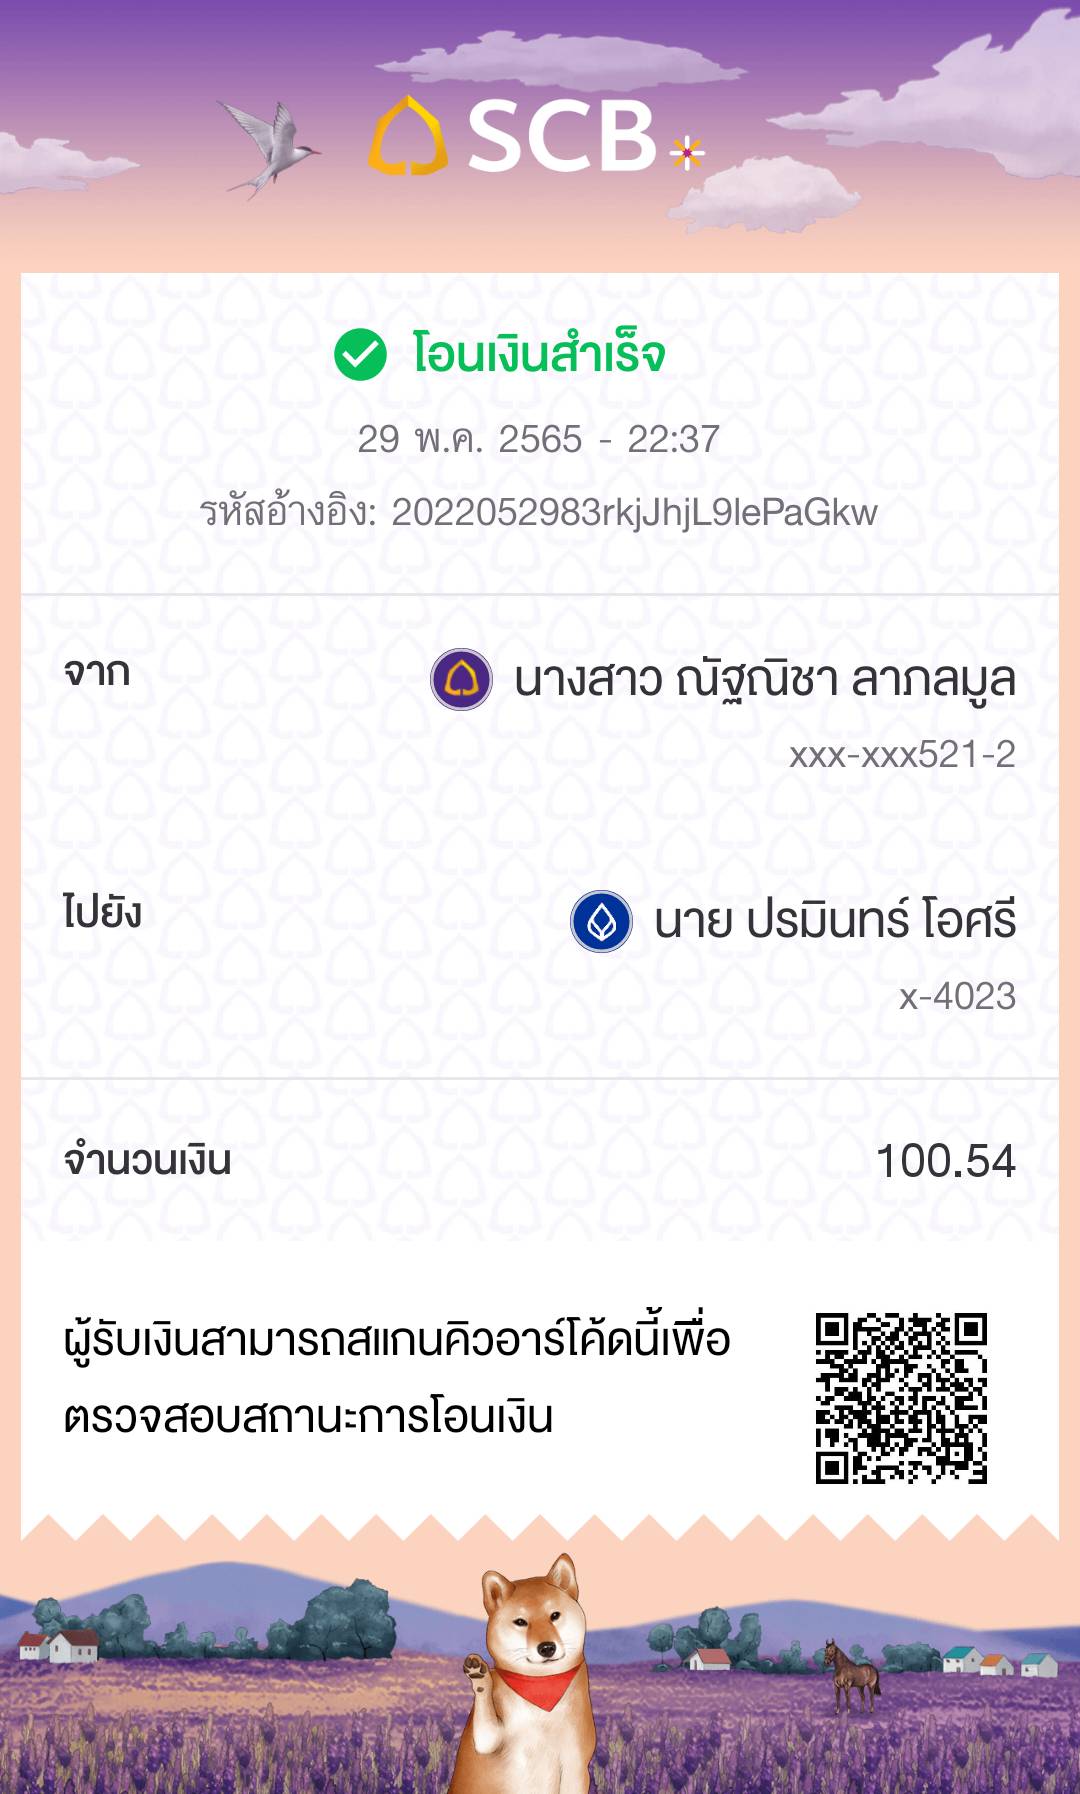 SCB
โอนเงินสำเร็จ
29 พ.ค. 2565 - 22:37
รหัสอ้างอิง: 2022052983rkjJhjL9lePaGkw
จาก
นางสาว ณัฐณิชา ลาภลมูล
xxx-xxx521-2
ไปยัง
นาย ปรมินทร์ โอศรี
x-4023
จำนวนเงิน
100.54
ผู้รับเงินสามารถสแกนคิวอาร์โค้ดนี้เพื่อ
ตรวจสอบสถานะการโอนเงิน